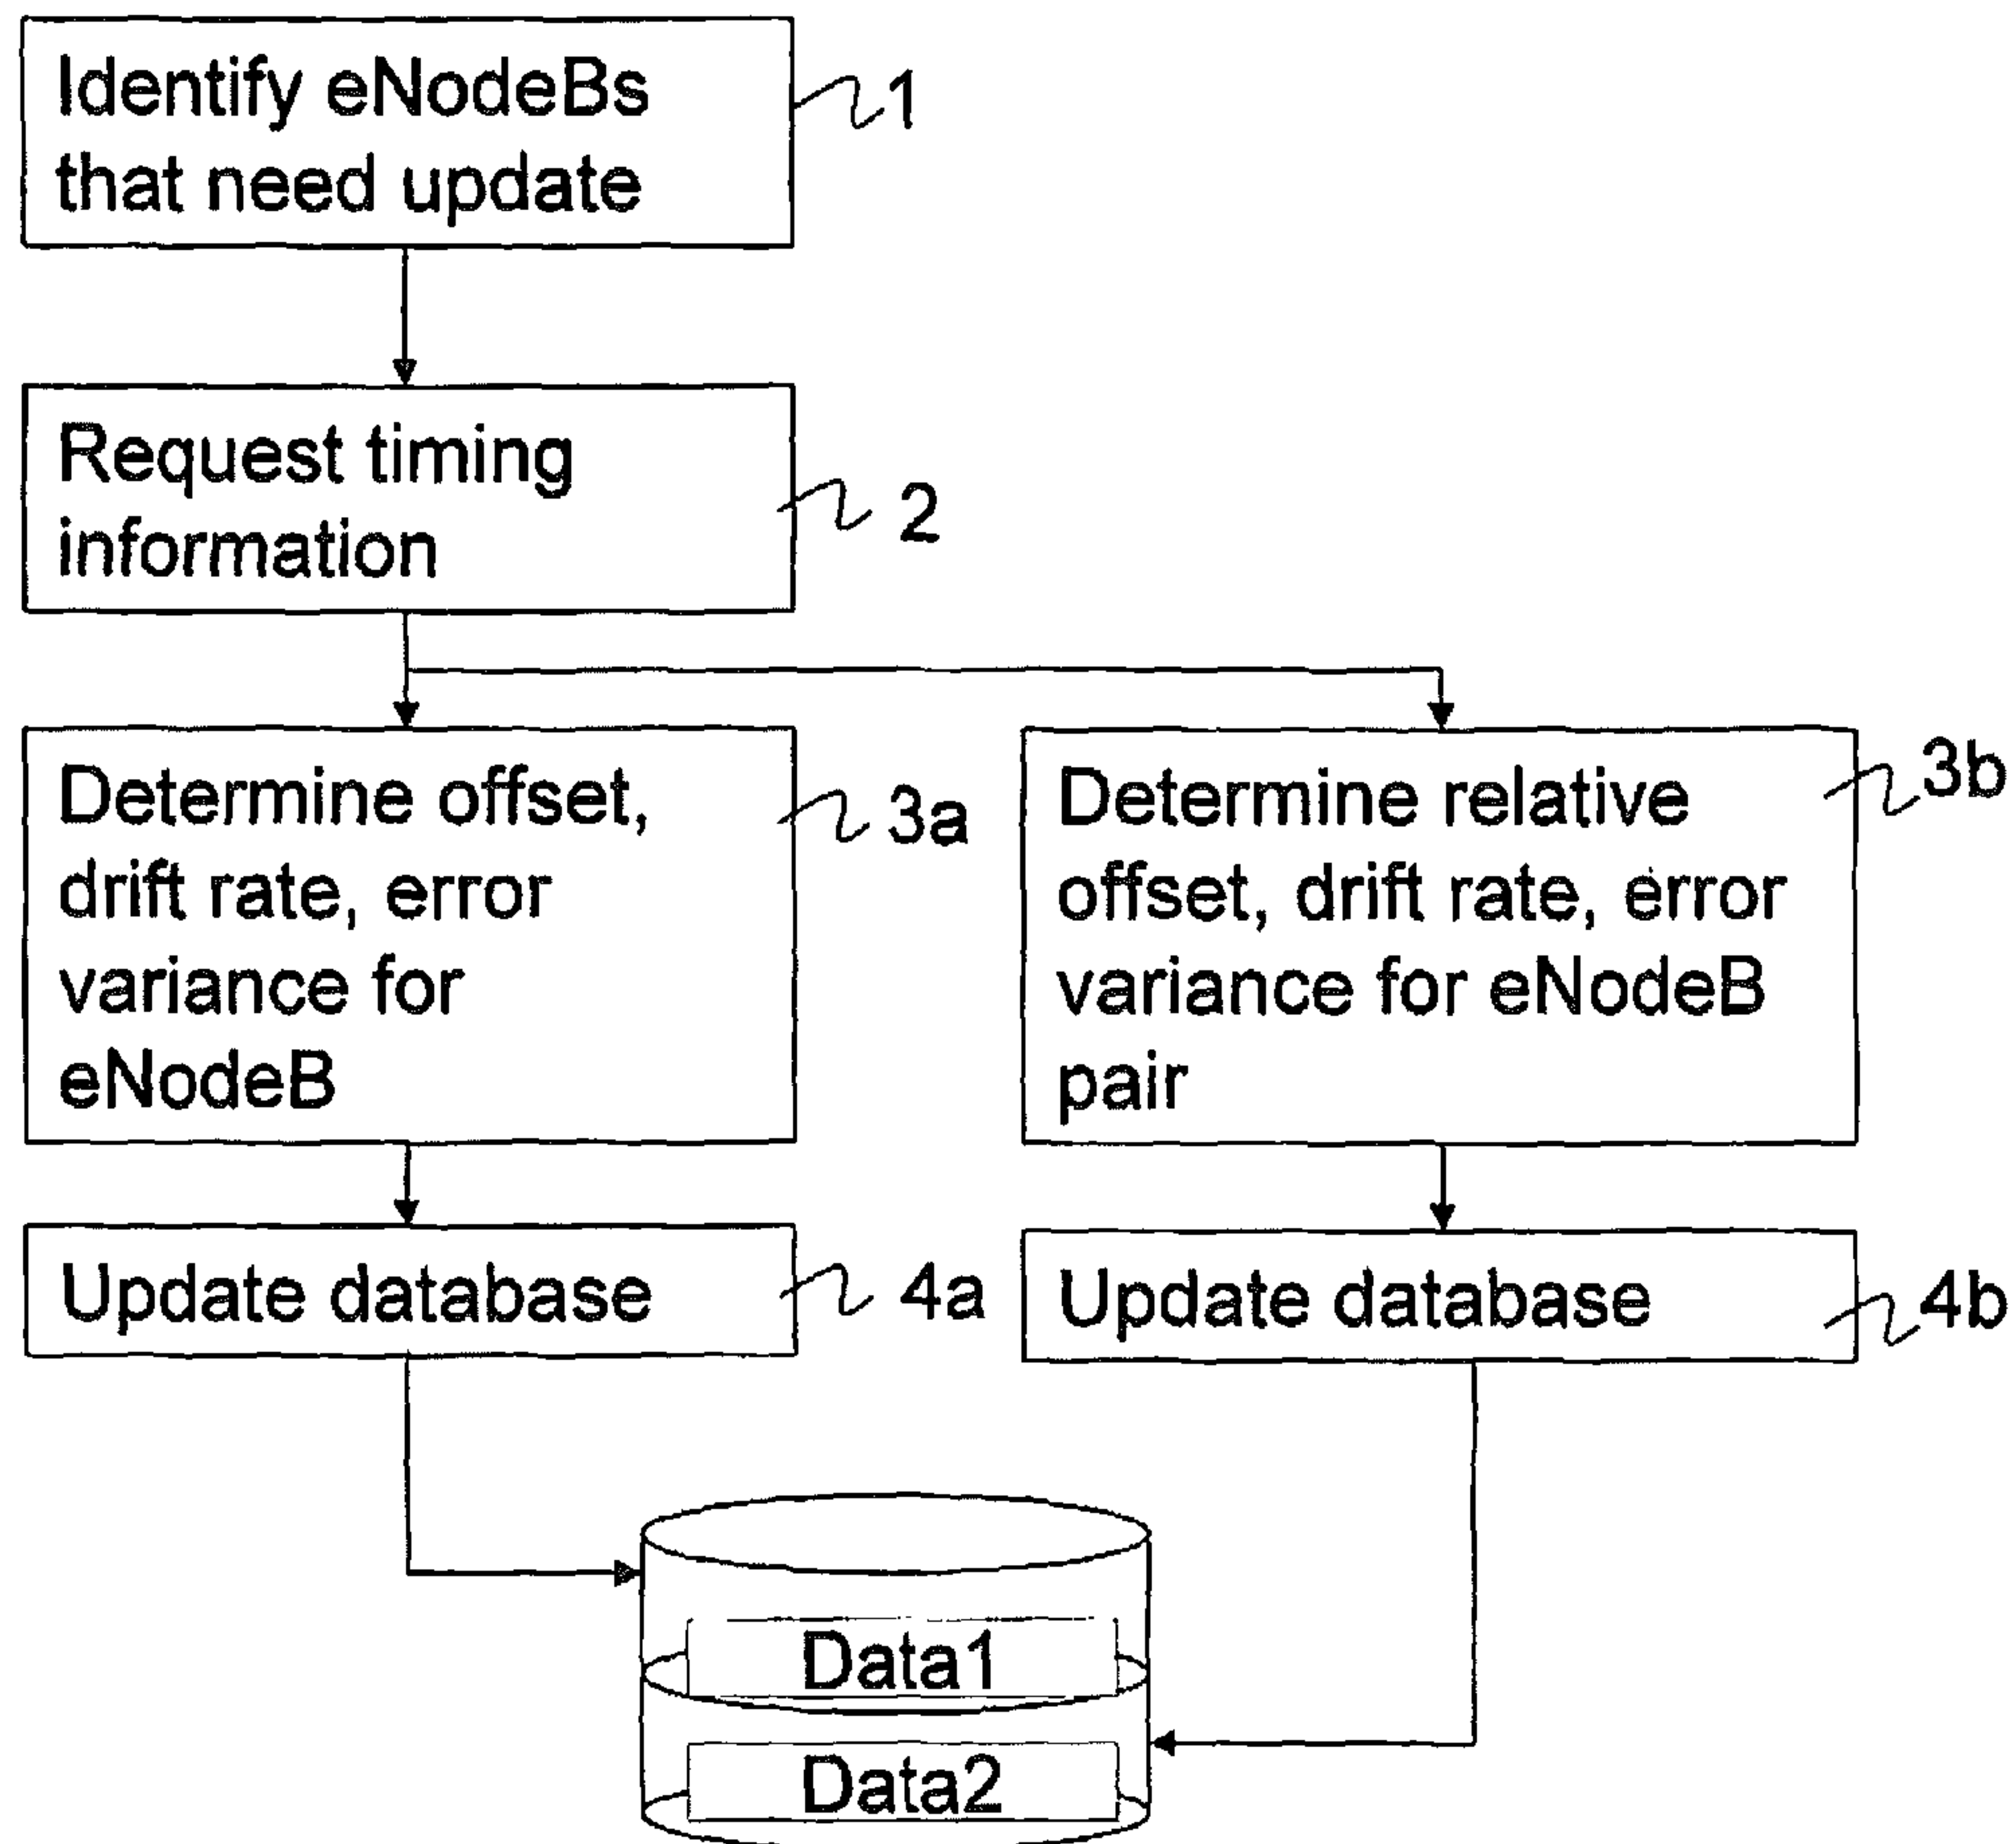 Identify eNodeBs
that need update
1
Request timing
information
2
Determine offset,
drift rate, error
variance for
eNodeB
3a
Determine relative
offset, drift rate, error
variance for eNodeB
pair
3b
Update database
4a
Update database
4b
Data1
Data2